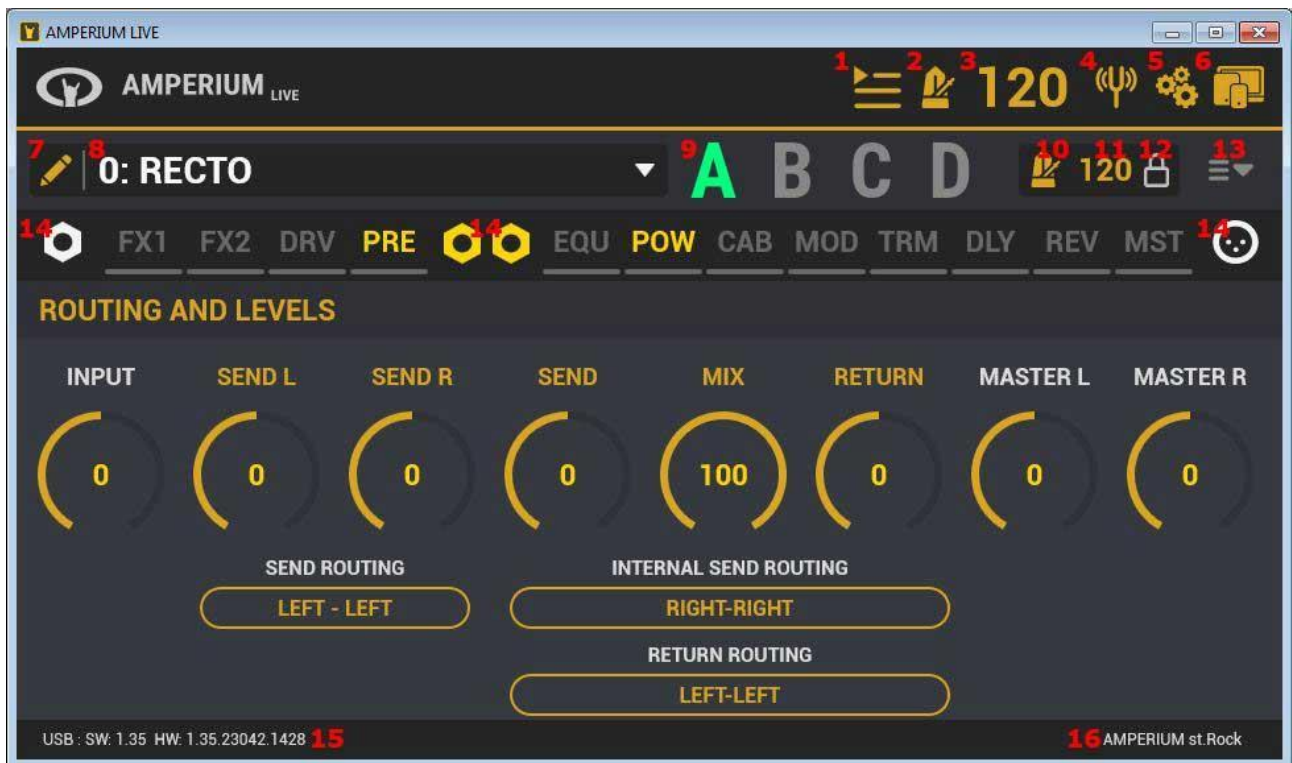 AMPERIUM LIVE
AMPERIUM LIVE 1 2 3 120 4 5 6
7 8 0: RECTO 9 A B C D 10 11 120 12 13
14 FX1 FX2 DRV PRE 14 EQU POW CAB MOD TRM DLY REV MST 14
ROUTING AND LEVELS
INPUT SEND L SEND R SEND MIX RETURN MASTER L MASTER R
0 0 0 0 100 0 0 0
SEND ROUTING INTERNAL SEND ROUTING
LEFT - LEFT RIGHT-RIGHT
RETURN ROUTING
LEFT-LEFT
USB : SW: 1.35 HW: 1.35.23042.1428 15 16 AMPERIUM st.Rock